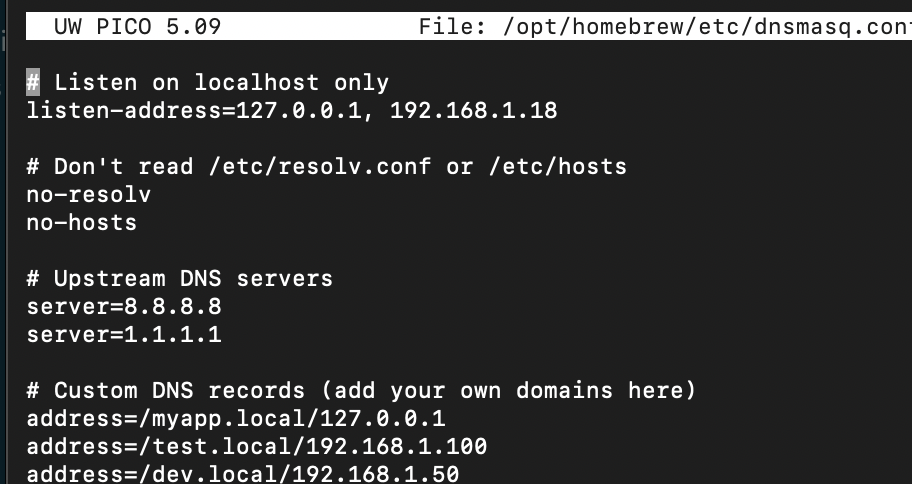 UW PICO 5.09 File: /opt/homebrew/etc/dnsmasq.conf
# Listen on localhost only
listen-address=127.0.0.1, 192.168.1.18
# Don't read /etc/resolv.conf or /etc/hosts
no-resolv
no-hosts
# Upstream DNS servers
server=8.8.8.8
server=1.1.1.1
# Custom DNS records (add your own domains here)
address=/myapp.local/127.0.0.1
address=/test.local/192.168.1.100
address=/dev.local/192.168.1.50